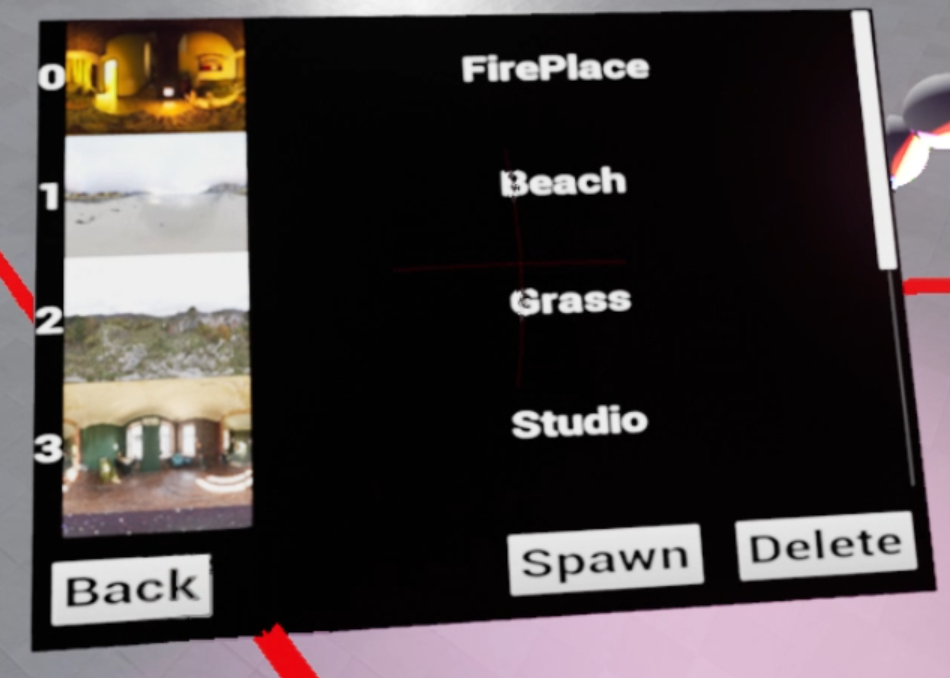 0 FirePlace
1 Beach
2 Grass
3 Studio
Back Spawn Delete